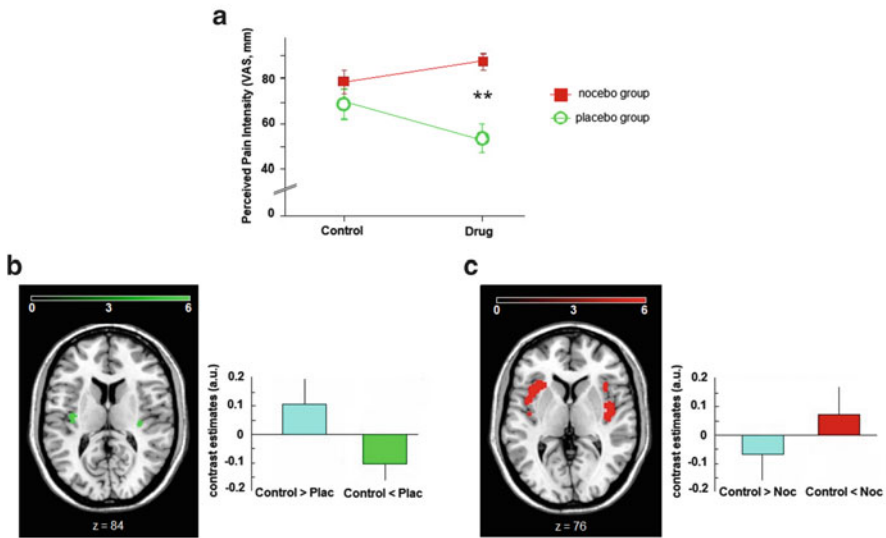 a
Perceived Pain Intensity (VAS, mm)
80
60
40
0
Control Drug
**
nocebo group
placebo group
b
0 3 6
z = 84
contrast estimates (a.u.)
0.2
0.1
0
-0.1
-0.2
Control > Plac Control < Plac
c
0 3 6
z = 76
contrast estimates (a.u.)
0.2
0.1
0
-0.1
-0.2
Control > Noc Control < Noc